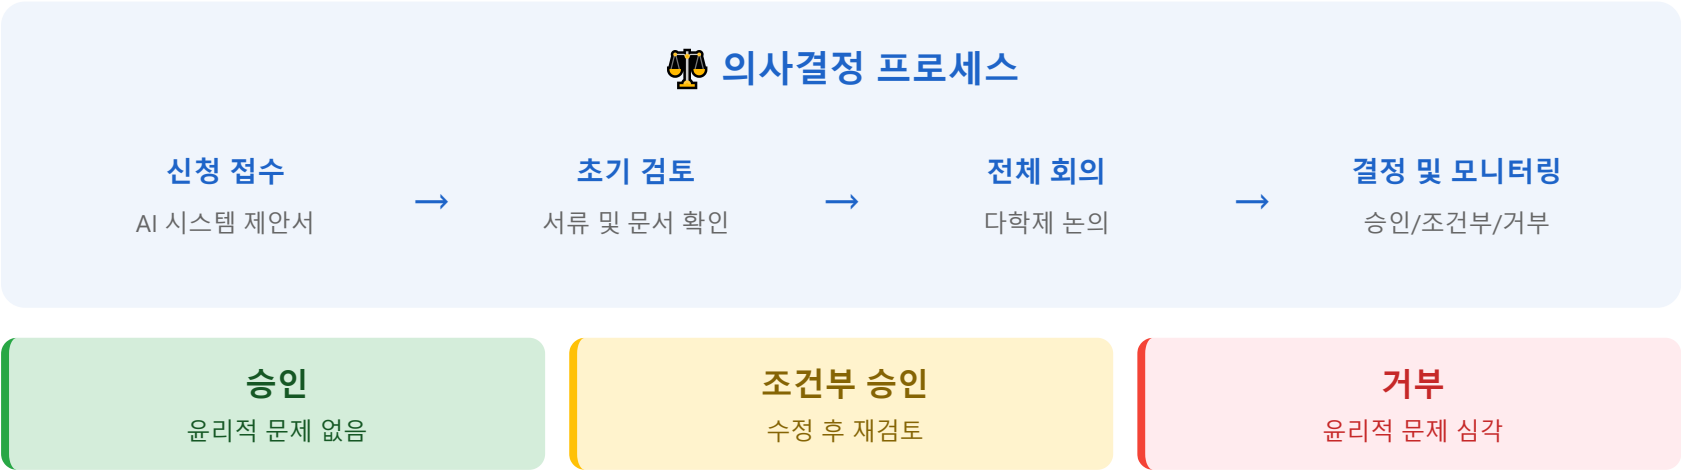 의사결정 프로세스
신청 접수
AI 시스템 제안서
→
초기 검토
서류 및 문서 확인
→
전체 회의
다학제 논의
→
결정 및 모니터링
승인/조건부/거부
승인
윤리적 문제 없음
조건부 승인
수정 후 재검토
거부
윤리적 문제 심각